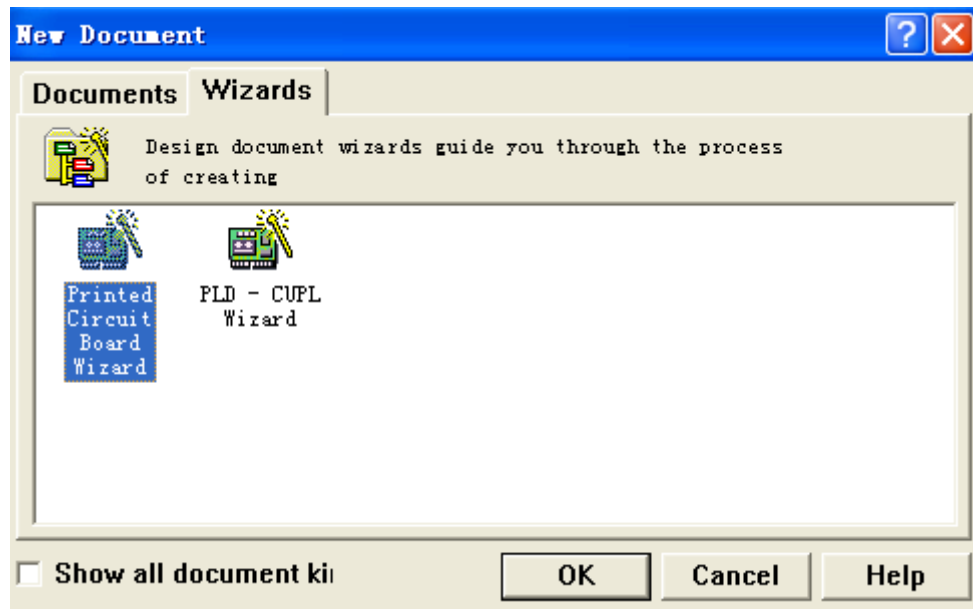 New Document
Documents Wizards
Design document wizards guide you through the process
of creating
Printed
Circuit
Board
Wizard
PLD - CUPL
Wizard
Show all document
OK Cancel Help